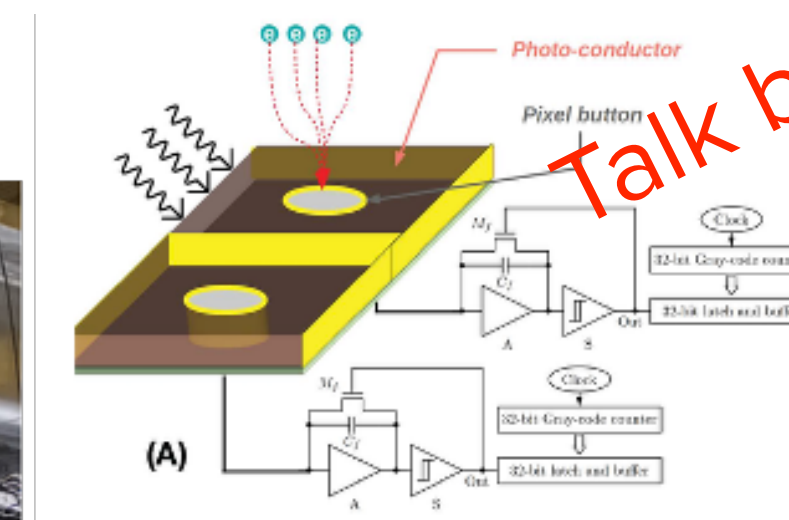 e e e e
Photo-conductor
Pixel button
Talk b
M_f
C_f
A
S
Out
Clock
32-bit Gray-code coun
32-bit latch and buff
M_f
C_f
A
S
Out
Clock
32-bit Gray-code counter
32-bit latch and buffer
(A)